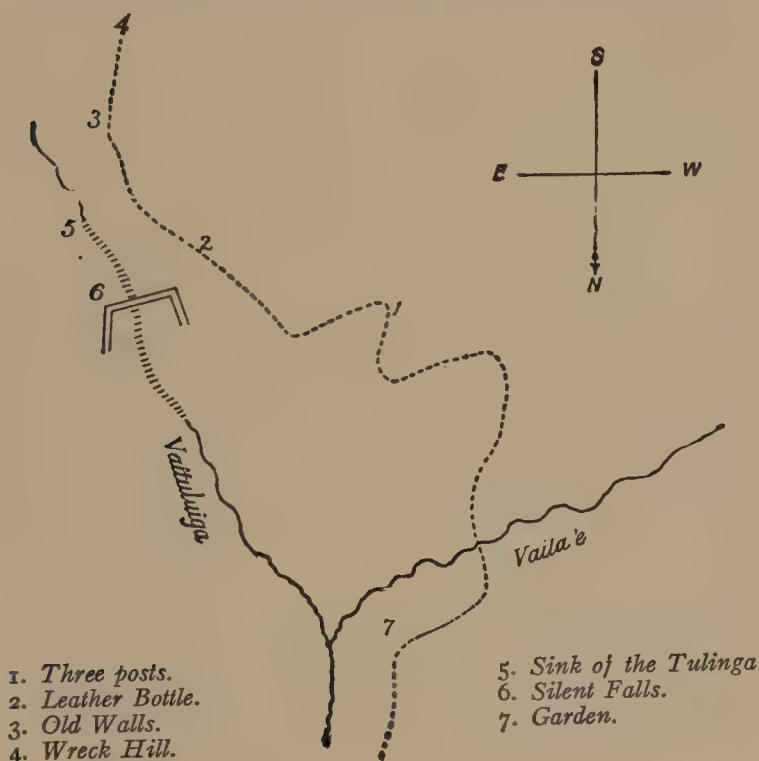 4
S
3
E W
2
5
N
6
1
Vaituluiga
Vaila'e
7
1. Three posts.
2. Leather Bottle.
3. Old Walls.
4. Wreck Hill.
5. Sink of the Tulinga
6. Silent Falls.
7. Garden.